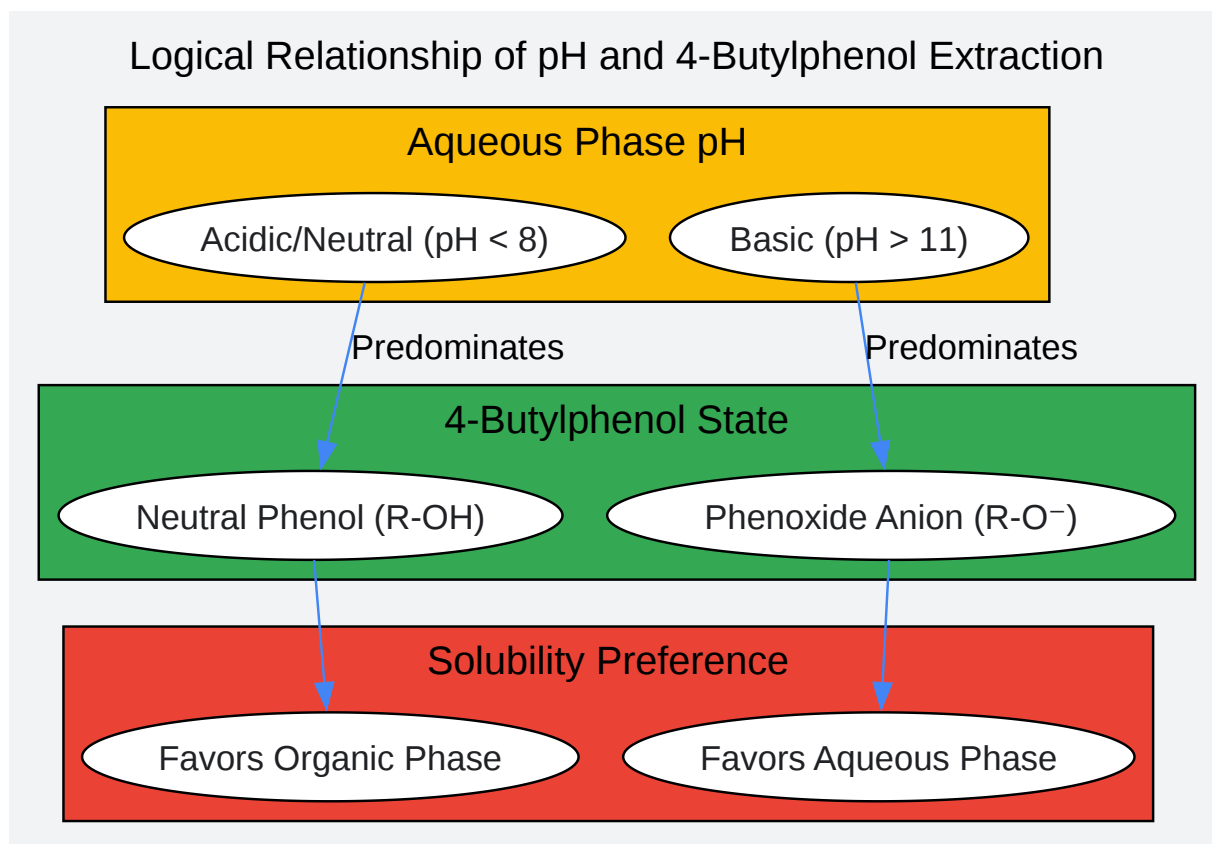 Logical Relationship of pH and 4-Butylphenol Extraction
Aqueous Phase pH
Acidic/Neutral (pH < 8)
Basic (pH > 11)
Predominates
Predominates
4-Butylphenol State
Neutral Phenol (R-OH)
Phenoxide Anion (R-O⁻)
Solubility Preference
Favors Organic Phase
Favors Aqueous Phase